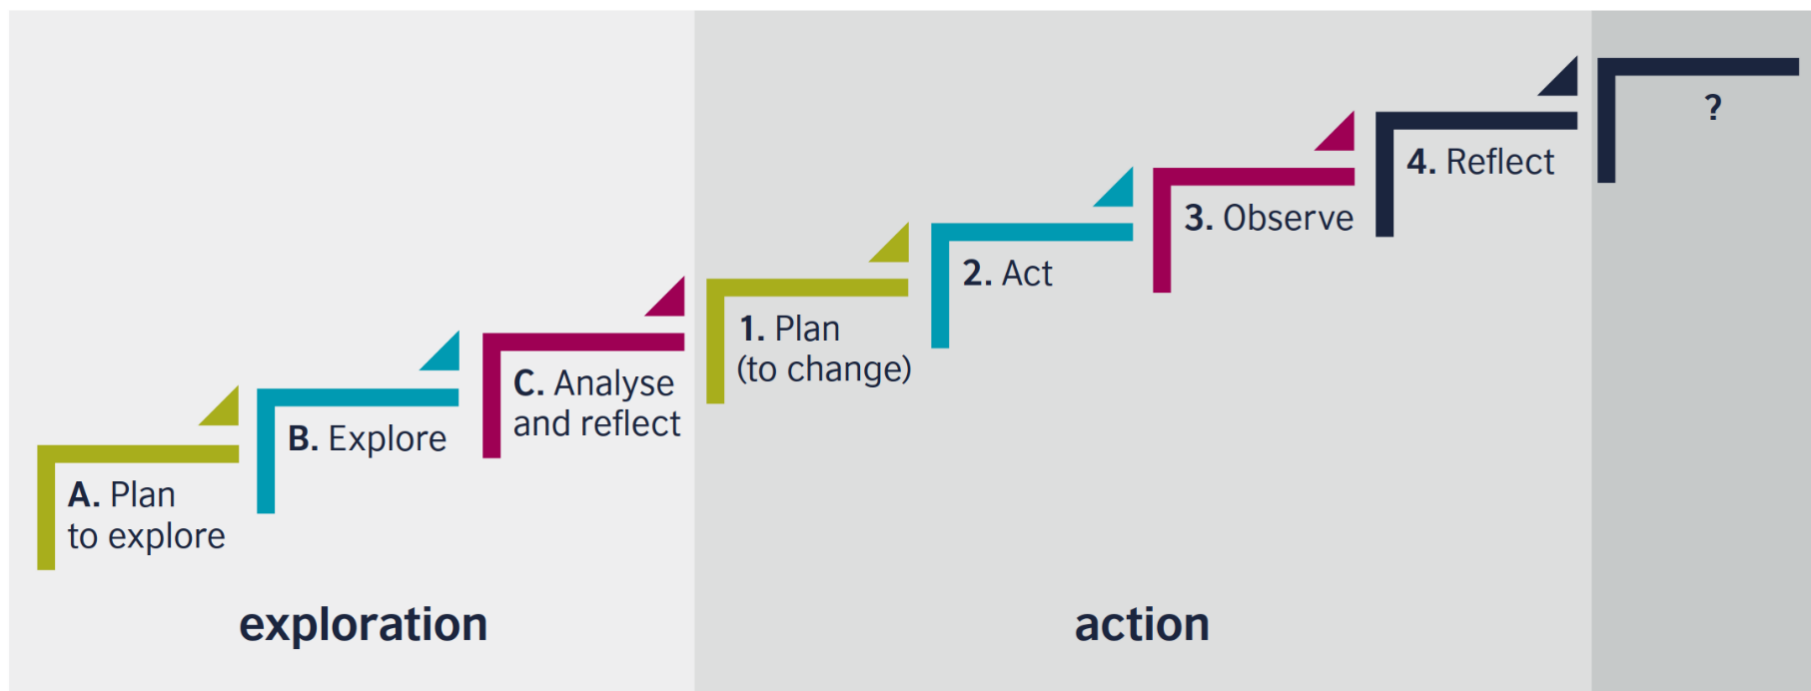 A. Plan
to explore
B. Explore
C. Analyse
and reflect
1. Plan
(to change)
2. Act
3. Observe
4. Reflect
?
exploration
action